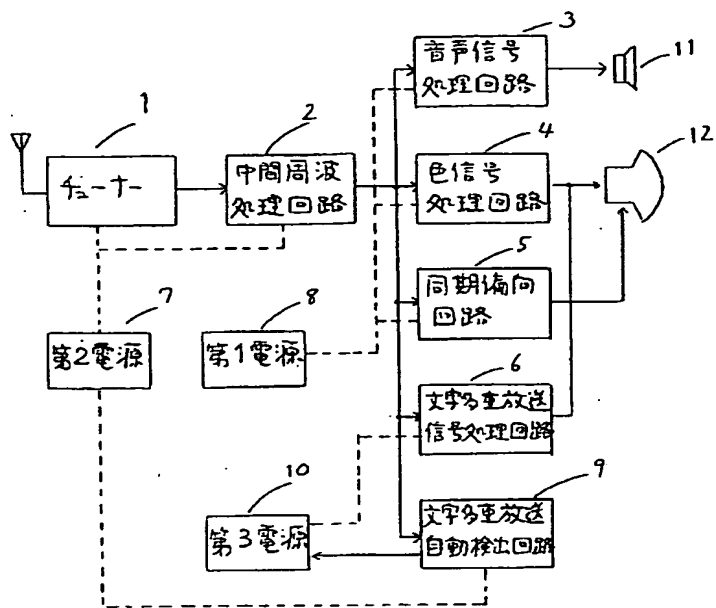 3
音声信号
処理回路
11
1
チューナー
2
中間周波
処理回路
4
色信号
処理回路
12
5
同期偏向
回路
7
第2電源
8
第1電源
6
文字多重放送
信号処理回路
10
第3電源
9
文字多重放送
自動検出回路